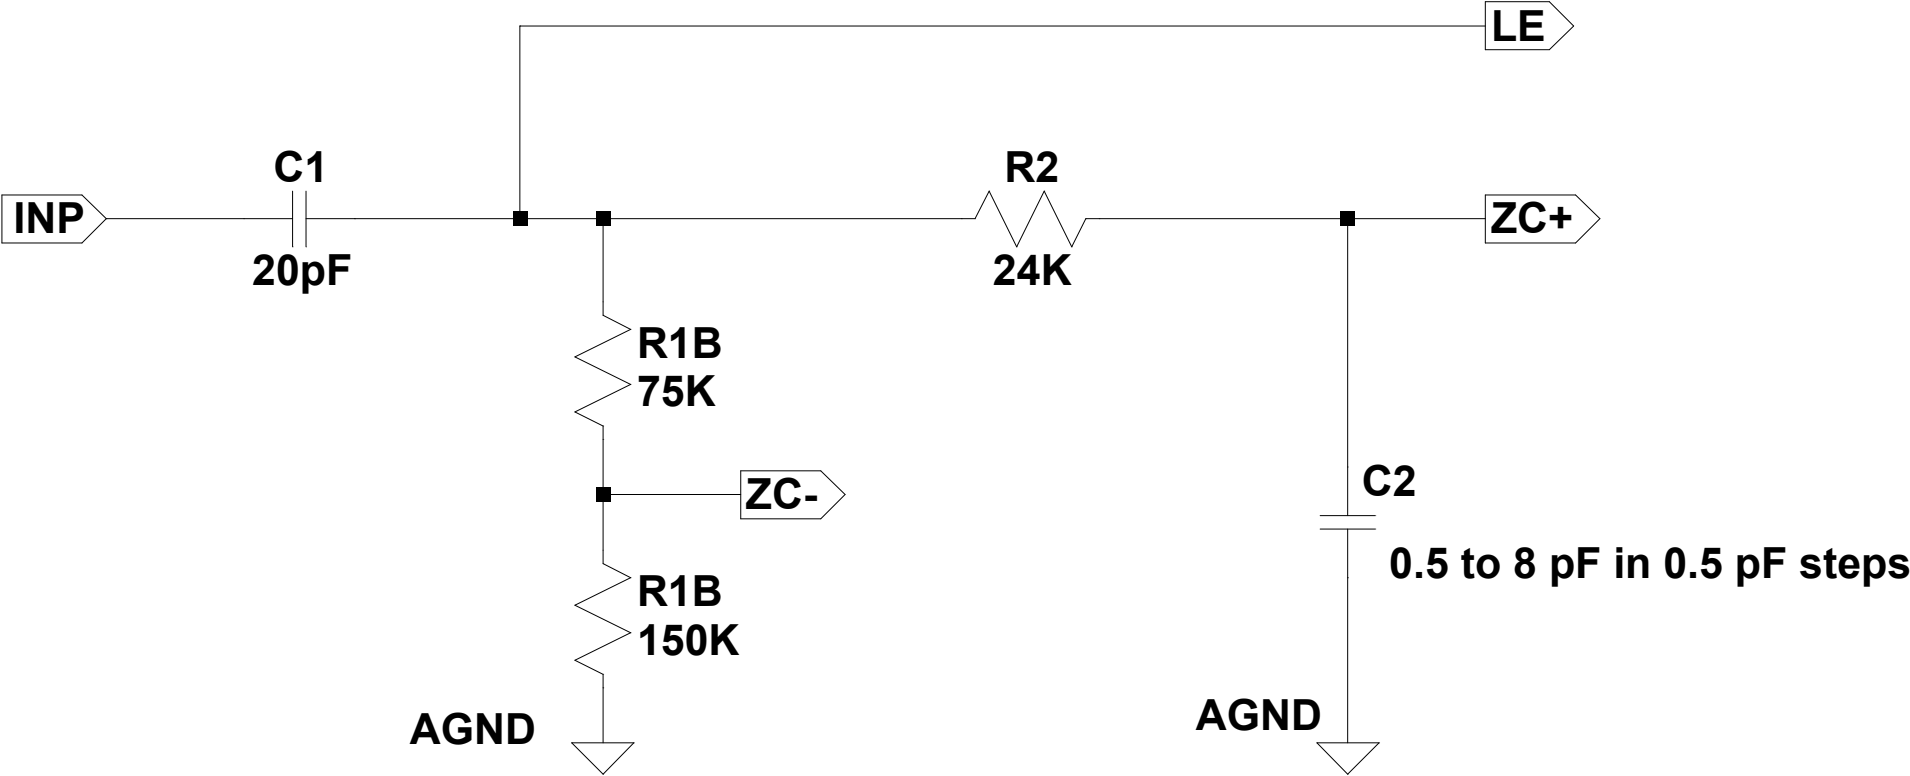 LE
C1
R2
INP
ZC+
20pF
24K
R1B
75K
C2
ZC-
0.5 to 8 pF in 0.5 pF steps
R1B
150K
AGND
AGND